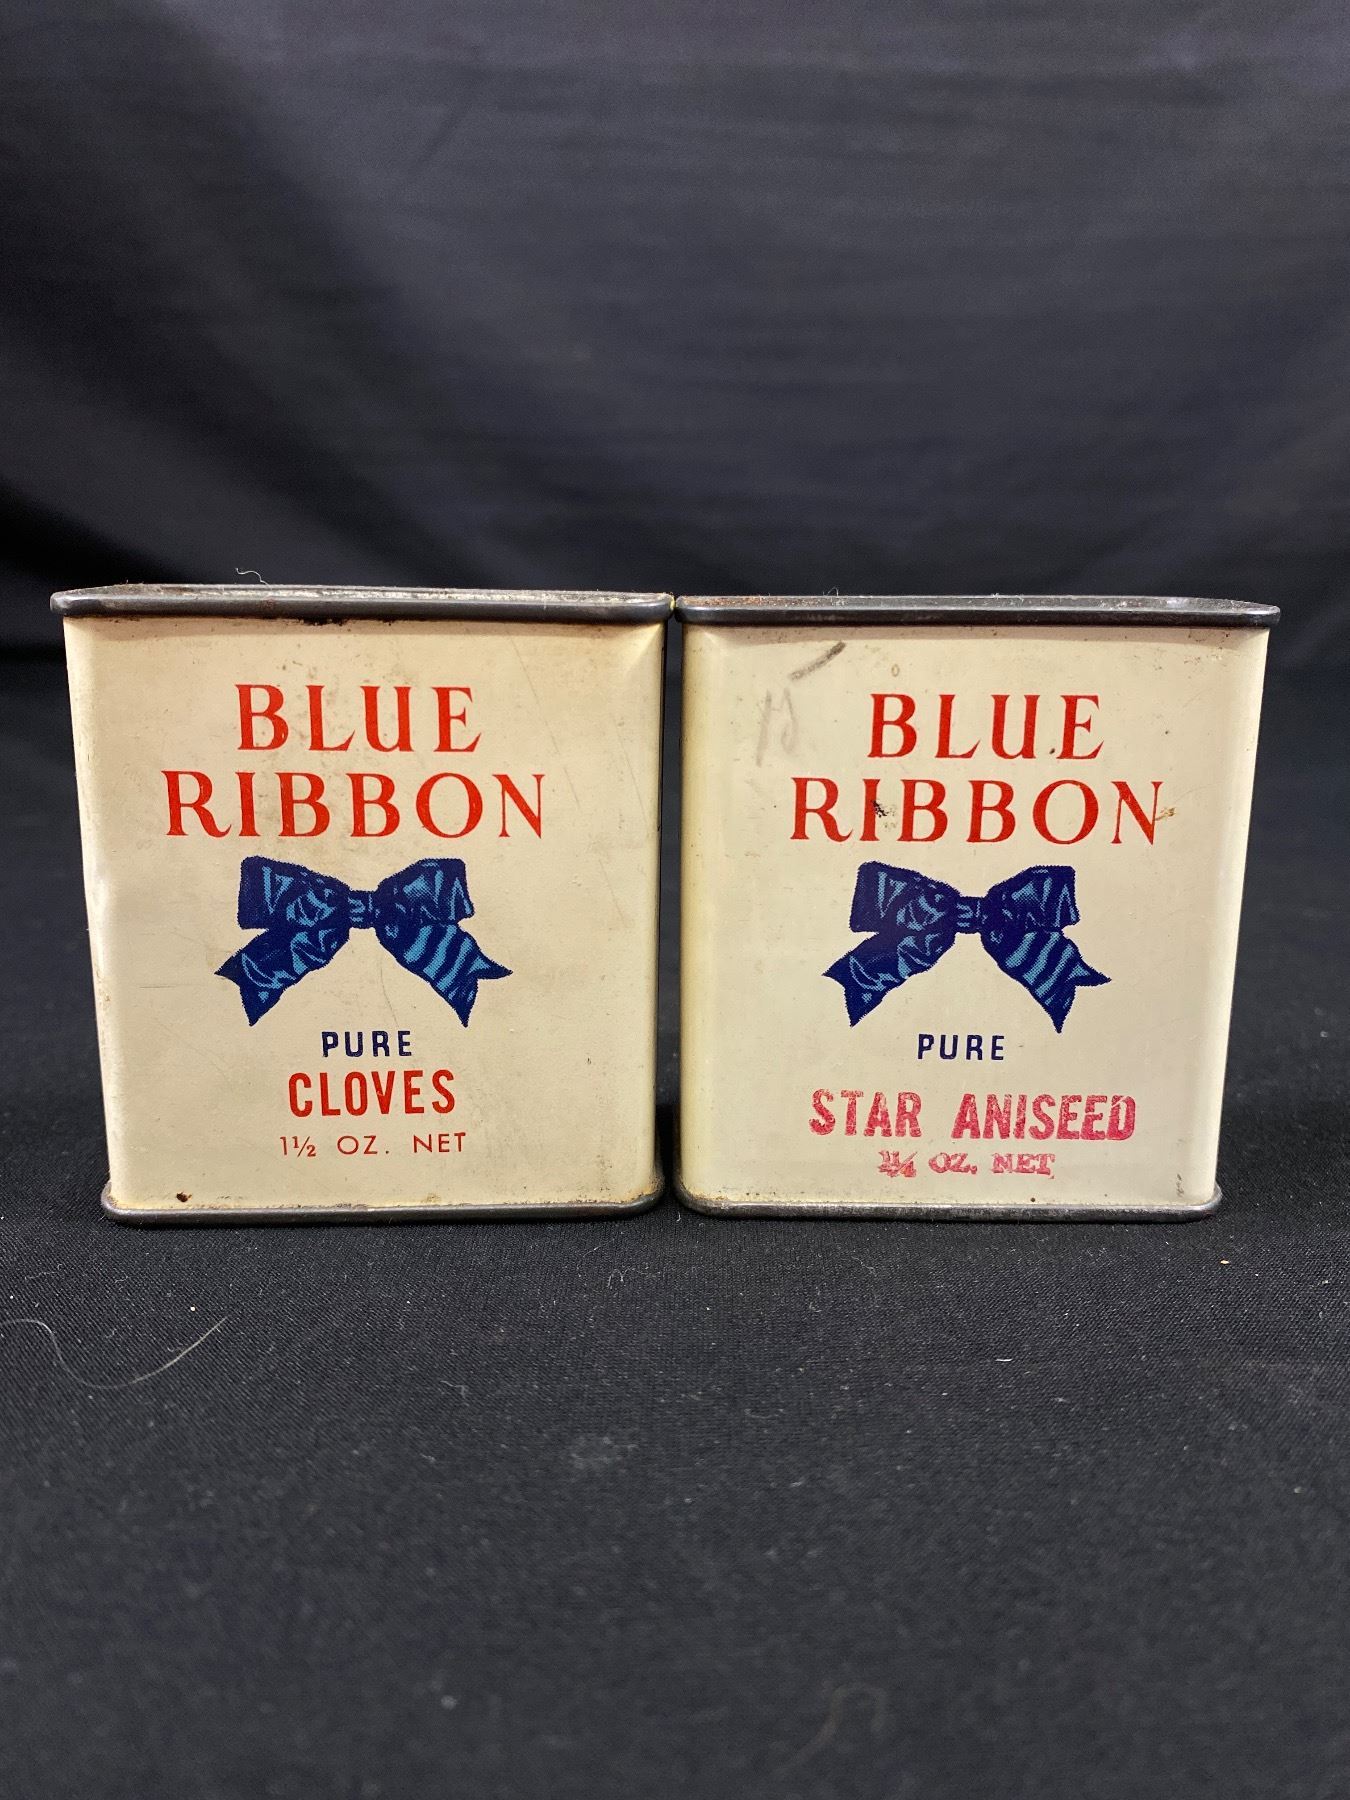 BLUE
RIBBON
PURE
CLOVES
1½ OZ. NET
BLUE
RIBBON
PURE
STAR ANISEED
OZ. NET